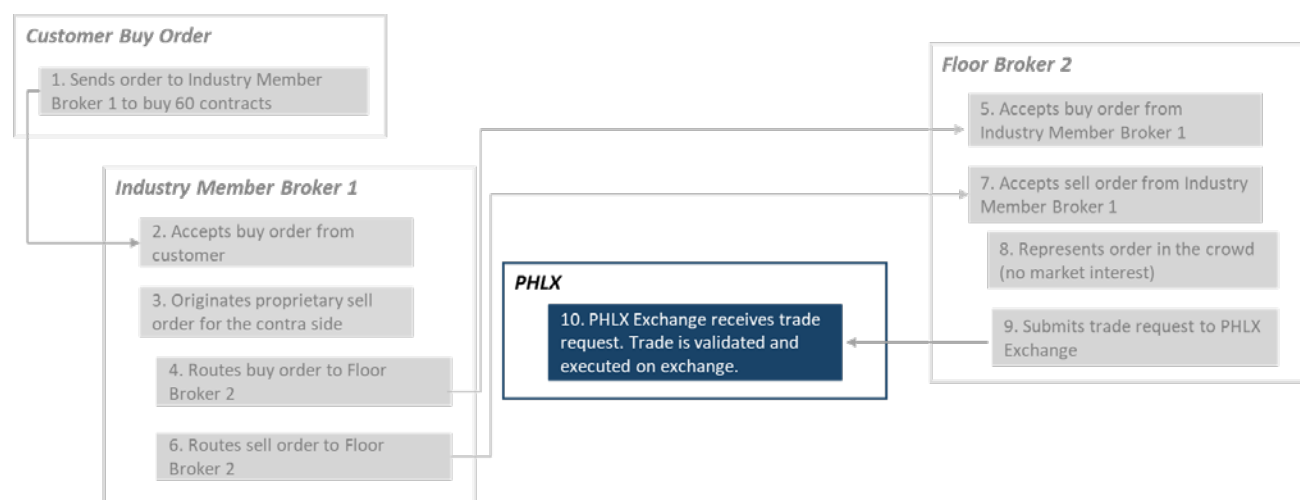 Customer Buy Order
1. Sends order to Industry Member
Broker 1 to buy 60 contracts
Industry Member Broker 1
2. Accepts buy order from
customer
3. Originates proprietary sell
order for the contra side
4. Routes buy order to Floor
Broker 2
6. Routes sell order to Floor
Broker 2
PHLX
10. PHLX Exchange receives trade
request. Trade is validated and
executed on exchange.
Floor Broker 2
5. Accepts buy order from
Industry Member Broker 1
7. Accepts sell order from Industry
Member Broker 1
8. Represents order in the crowd
(no market interest)
9. Submits trade request to PHLX
Exchange